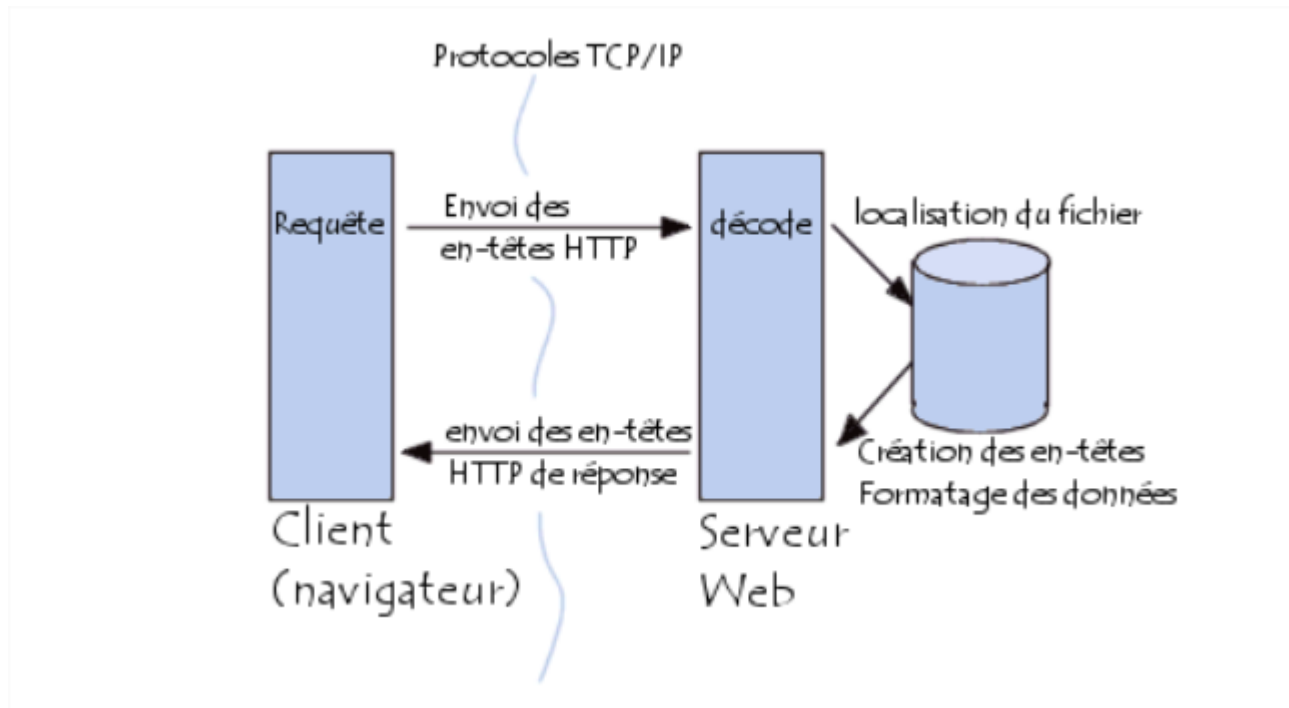 Protocoles TCP/IP
Requête
Envoi des
en-têtes HTTP
décode
localisation du fichier
envoi des en-têtes
HTTP de réponse
Création des en-têtes
Formatage des données
Client
(navigateur)
Serveur
Web